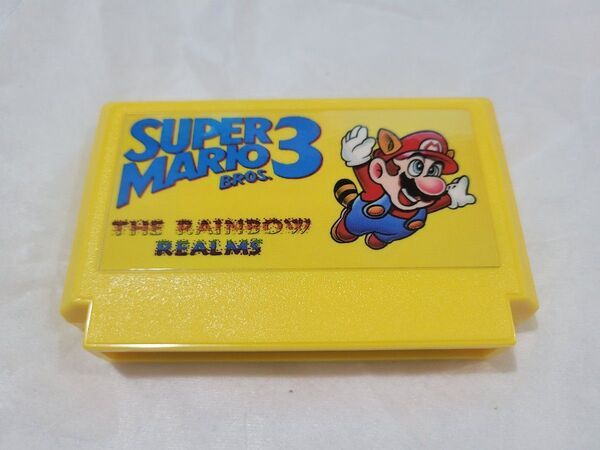 SUPER
MARIO 3
BROS.
THE RAINBOW
REALMS
M